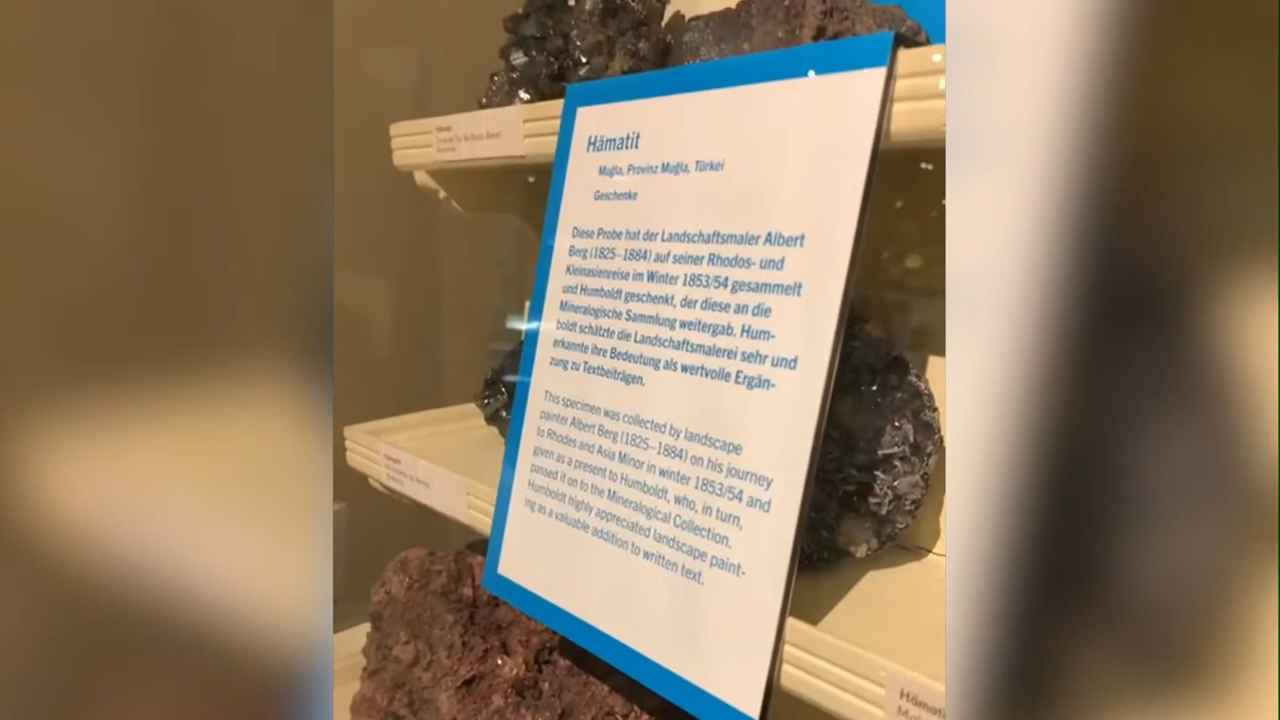 Hämatit
Muğla, Provinz Muğla, Türkei
Geschenke
Diese Probe hat der Landschaftsmaler Albert
Berg (1825–1884) auf seiner Rhodos- und
Kleinasienreise im Winter 1853/54 gesammelt
und Humboldt geschenkt, der diese an die
Mineralogische Sammlung weitergab. Hum-
boldt schätzte die Landschaftsmalerei sehr und
erkannte ihre Bedeutung als wertvolle Ergän-
zung zu Textbeiträgen.
This specimen was collected by landscape
painter Albert Berg (1825–1884) on his journey
to Rhodes and Asia Minor in winter 1853/54 and
given as a present to Humboldt, who, in turn,
passed it on to the Mineralogical Collection.
Humboldt highly appreciated landscape paint-
ing as a valuable addition to written text.